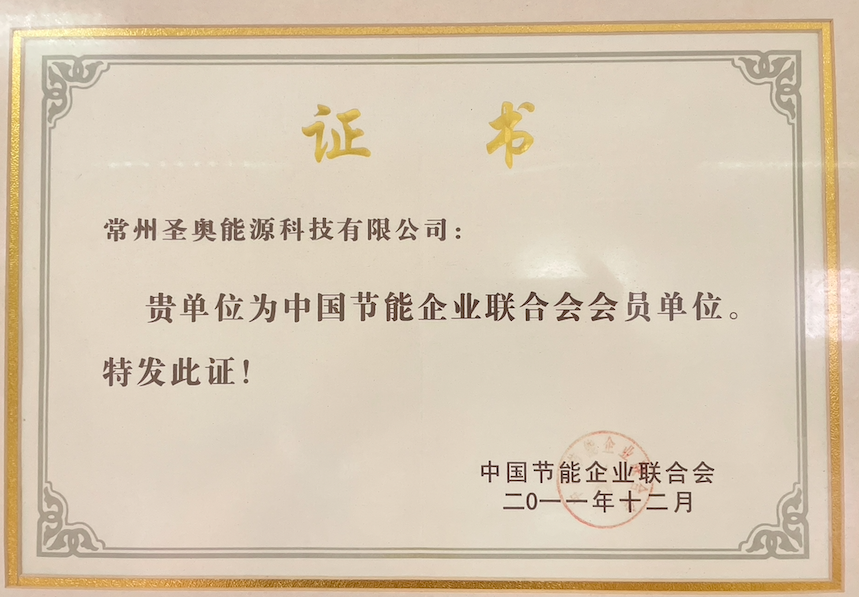 证 书
常州圣奥能源科技有限公司：
贵单位为中国节能企业联合会会员单位。
特发此证！
中国节能企业联合会
二0一一年十二月